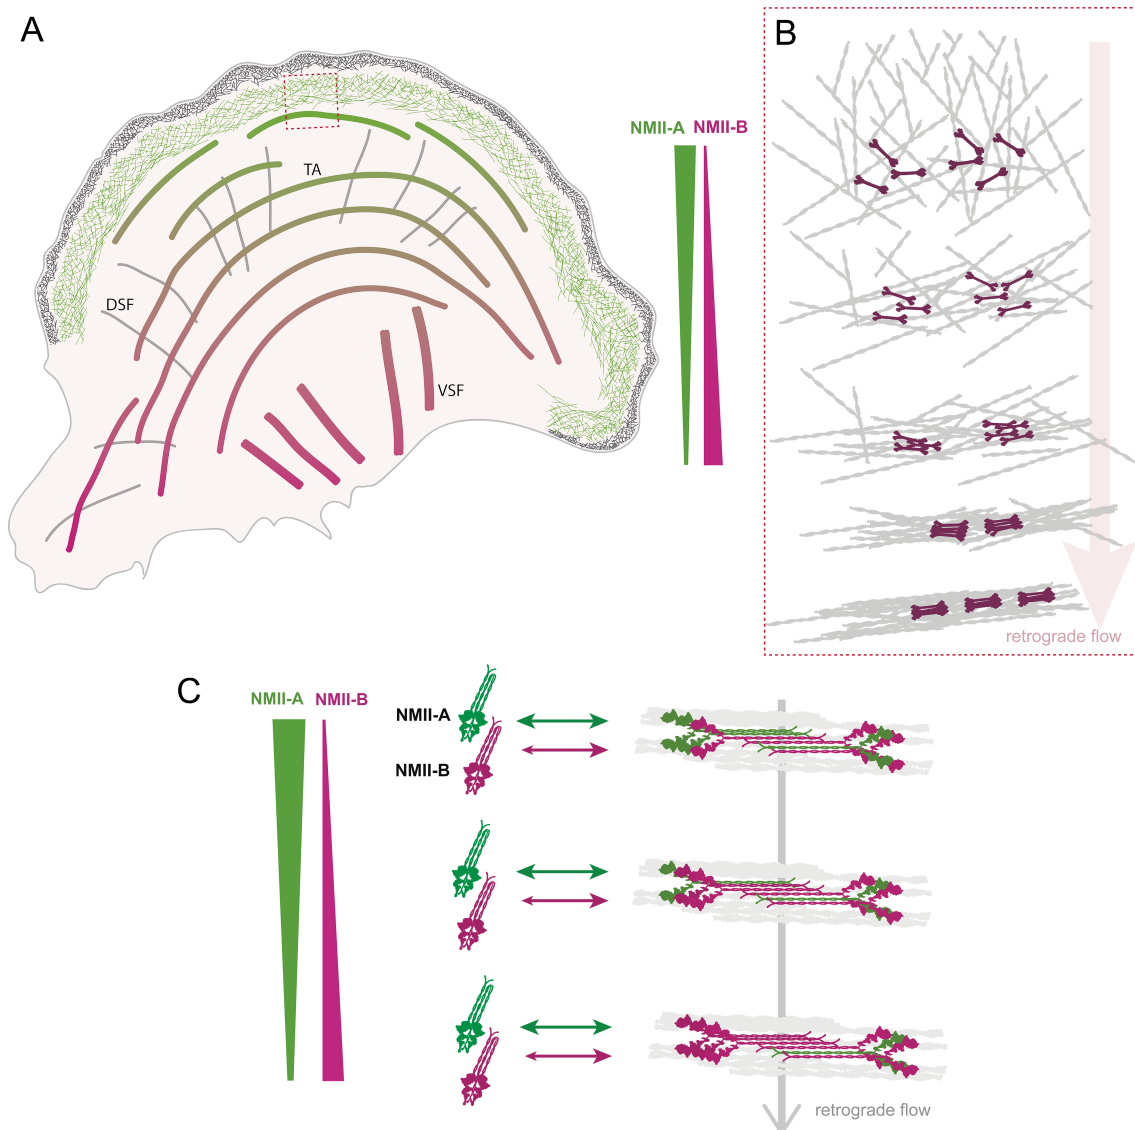 A
B
NMII-A NMII-B
TA
DSF
VSF
retrograde flow
C
NMII-A NMII-B
NMII-A
NMII-B
retrograde flow